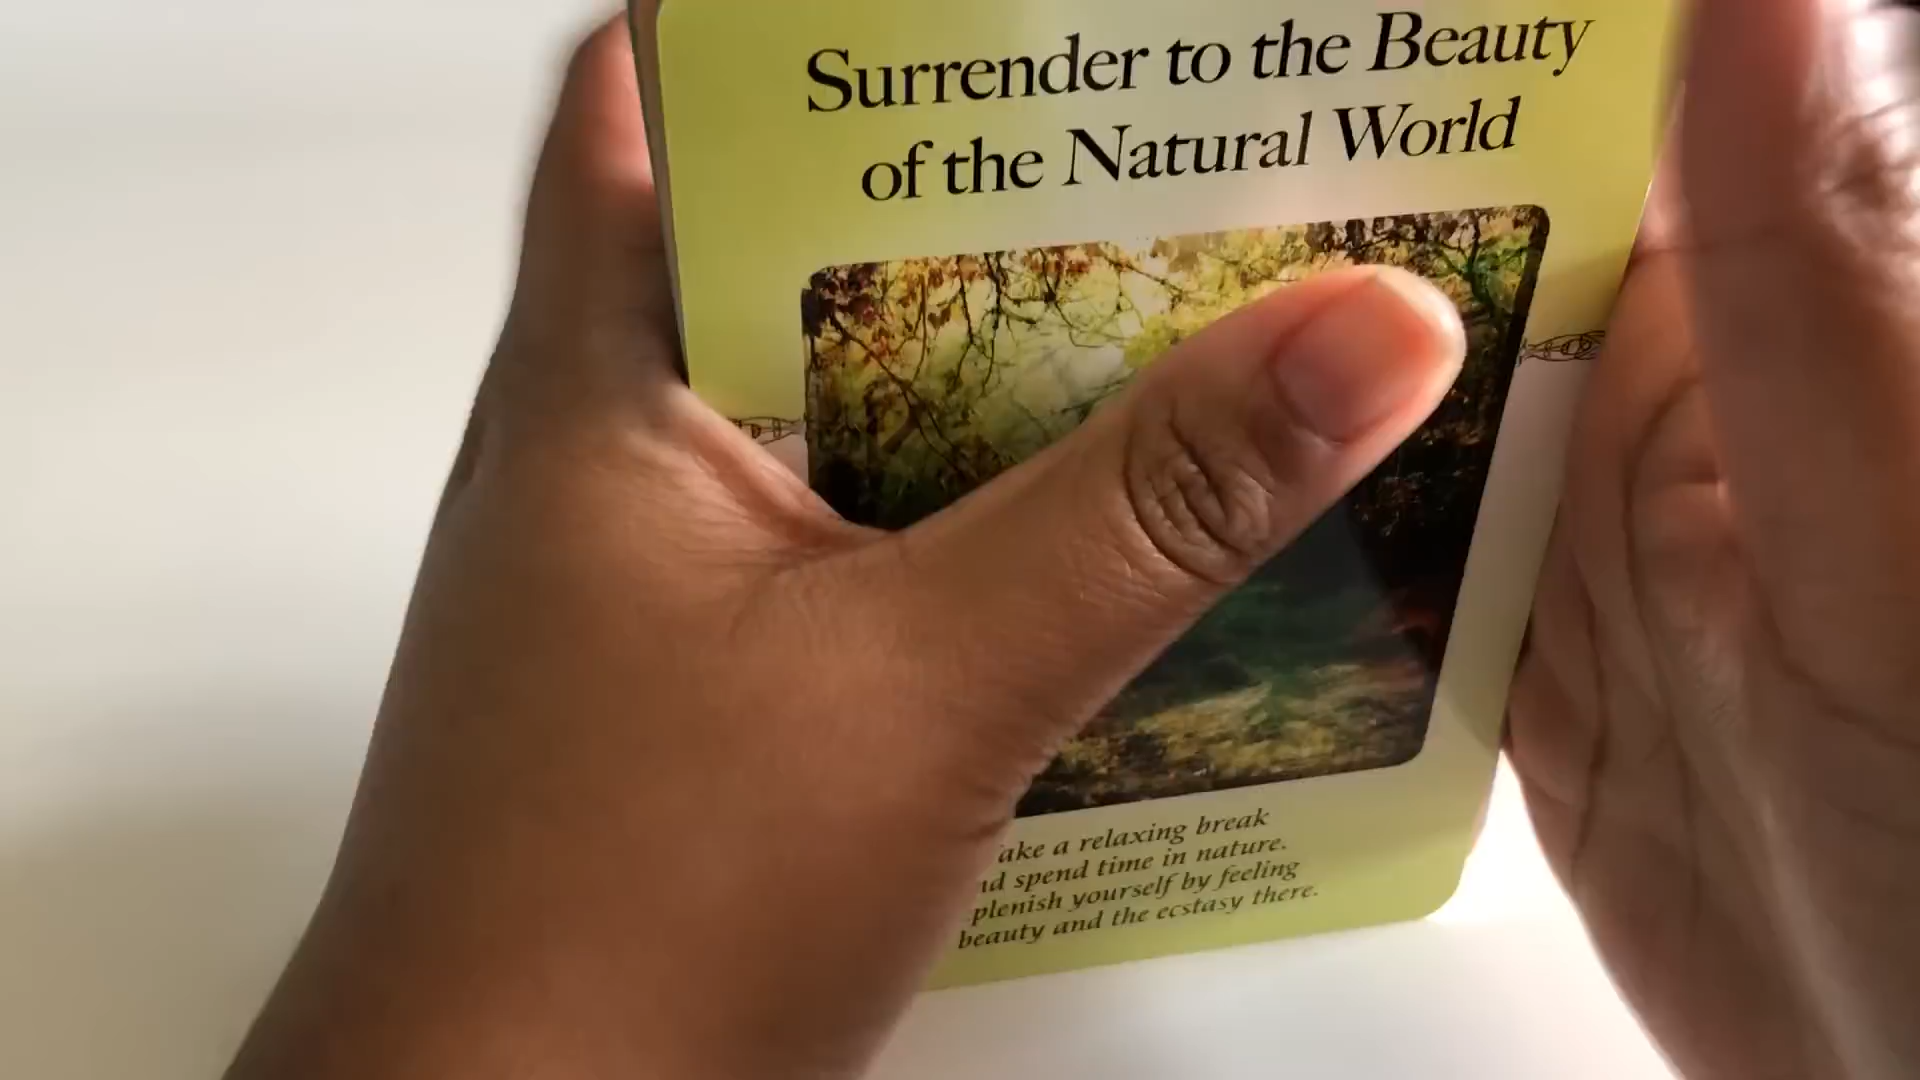 Surrender to the Beauty
of the Natural World
ake a relaxing break
nd spend time in nature.
plenish yourself by feeling
beauty and the ecstasy there.